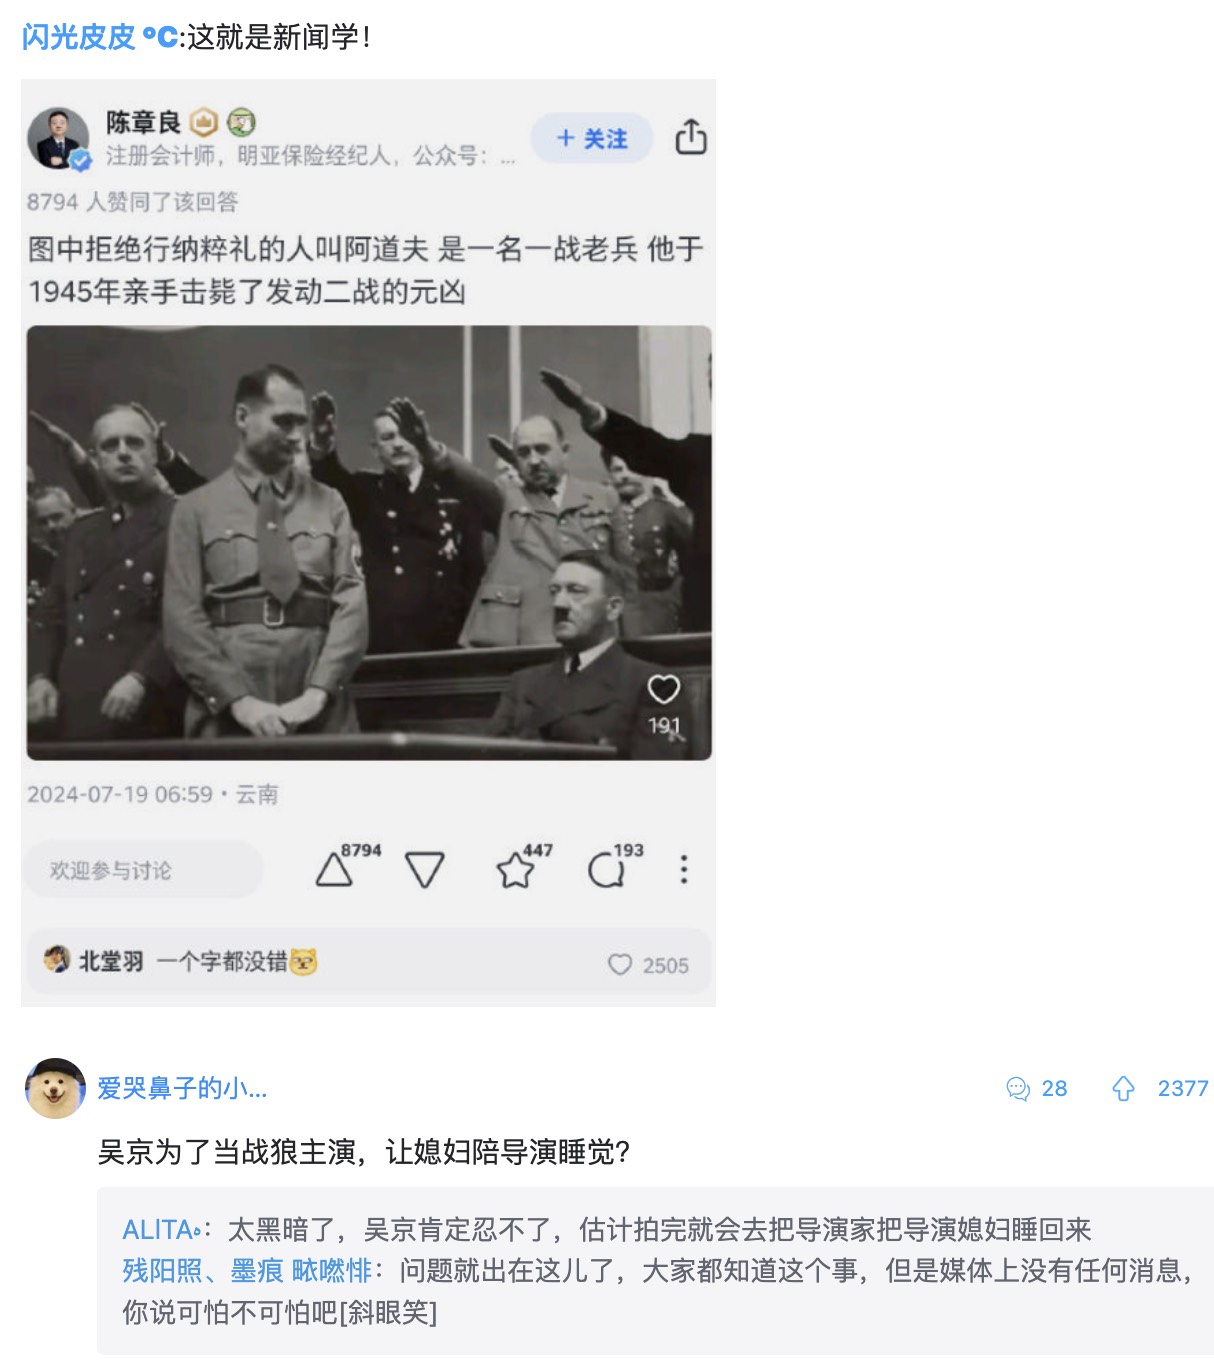 闪光皮皮 ℃:这就是新闻学！
陈章良
注册会计师，明亚保险经纪人，公众号：...
+ 关注
8794 人赞同了该回答
图中拒绝行纳粹礼的人叫阿道夫 是一名一战老兵 他于
1945年亲手击毙了发动二战的元凶
191
2024-07-19 06:59・云南
欢迎参与讨论
8794
447
193
北堂羽 一个字都没错
2505
爱哭鼻子的小...
28
2377
吴京为了当战狼主演，让媳妇陪导演睡觉?
ALITA：太黑暗了，吴京肯定忍不了，估计拍完就会去把导演家把导演媳妇睡回来
残阳照、墨痕 畩嘫悱：问题就出在这儿了，大家都知道这个事，但是媒体上没有任何消息，
你说可怕不可怕吧[斜眼笑]